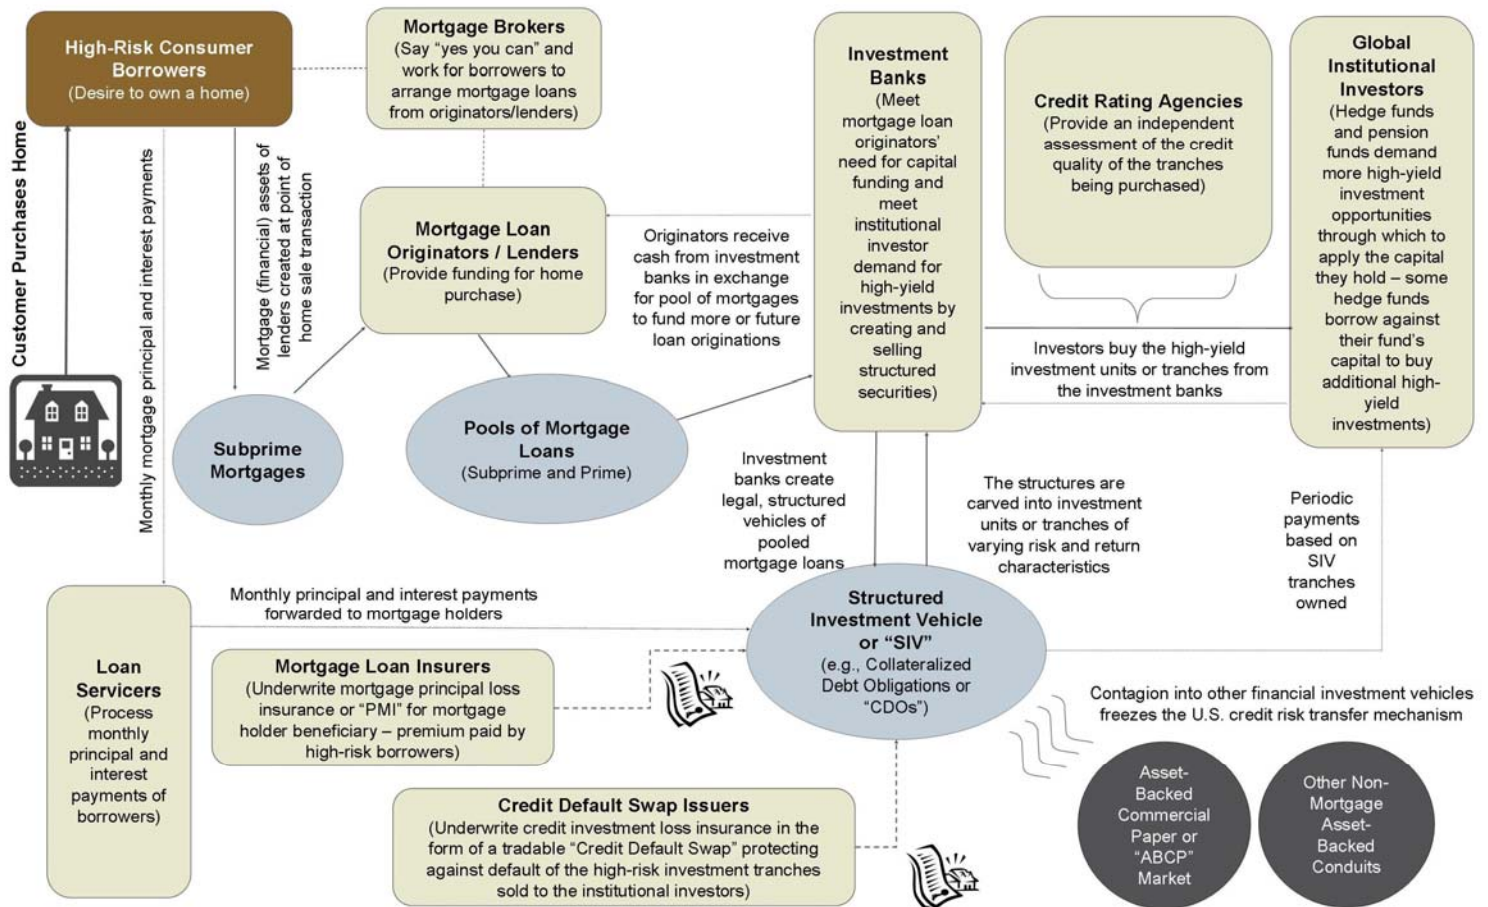 High-Risk Consumer
Borrowers
(Desire to own a home)
Mortgage Brokers
(Say “yes you can” and
work for borrowers to
arrange mortgage loans
from originators/lenders)
Investment
Banks
(Meet
mortgage loan
originators’
need for capital
funding and
meet
institutional
investor
demand for
high-yield
investments by
creating and
selling
structured
securities)
Credit Rating Agencies
(Provide an independent
assessment of the credit
quality of the tranches
being purchased)
Global
Institutional
Investors
(Hedge funds
and pension
funds demand
more high-yield
investment
opportunities
through which to
apply the capital
they hold – some
hedge funds
borrow against
their fund’s
capital to buy
additional high-
yield
investments)
Customer Purchases Home
Monthly mortgage principal and interest payments
Mortgage (financial) assets of
lenders created at point of
home sale transaction
Mortgage Loan
Originators / Lenders
(Provide funding for home
purchase)
Originators receive
cash from investment
banks in exchange
for pool of mortgages
to fund more or future
loan originations
Investors buy the high-yield
investment units or tranches from
the investment banks
Subprime
Mortgages
Pools of Mortgage
Loans
(Subprime and Prime)
Investment
banks create
legal, structured
vehicles of
pooled
mortgage loans
The structures are
carved into investment
units or tranches of
varying risk and return
characteristics
Periodic
payments
based on
SIV
tranches
owned
Monthly principal and interest payments
forwarded to mortgage holders
Loan
Servicers
(Process
monthly
principal and
interest
payments of
borrowers)
Mortgage Loan Insurers
(Underwrite mortgage principal loss
insurance or “PMI” for mortgage
holder beneficiary – premium paid by
high-risk borrowers)
Structured
Investment Vehicle
or “SIV”
(e.g., Collateralized
Debt Obligations or
“CDOs”)
Contagion into other financial investment vehicles
freezes the U.S. credit risk transfer mechanism
Credit Default Swap Issuers
(Underwrite credit investment loss insurance in the
form of a tradable “Credit Default Swap” protecting
against default of the high-risk investment tranches
sold to the institutional investors)
Asset-
Backed
Commercial
Paper or
“ABCP”
Market
Other Non-
Mortgage
Asset-
Backed
Conduits